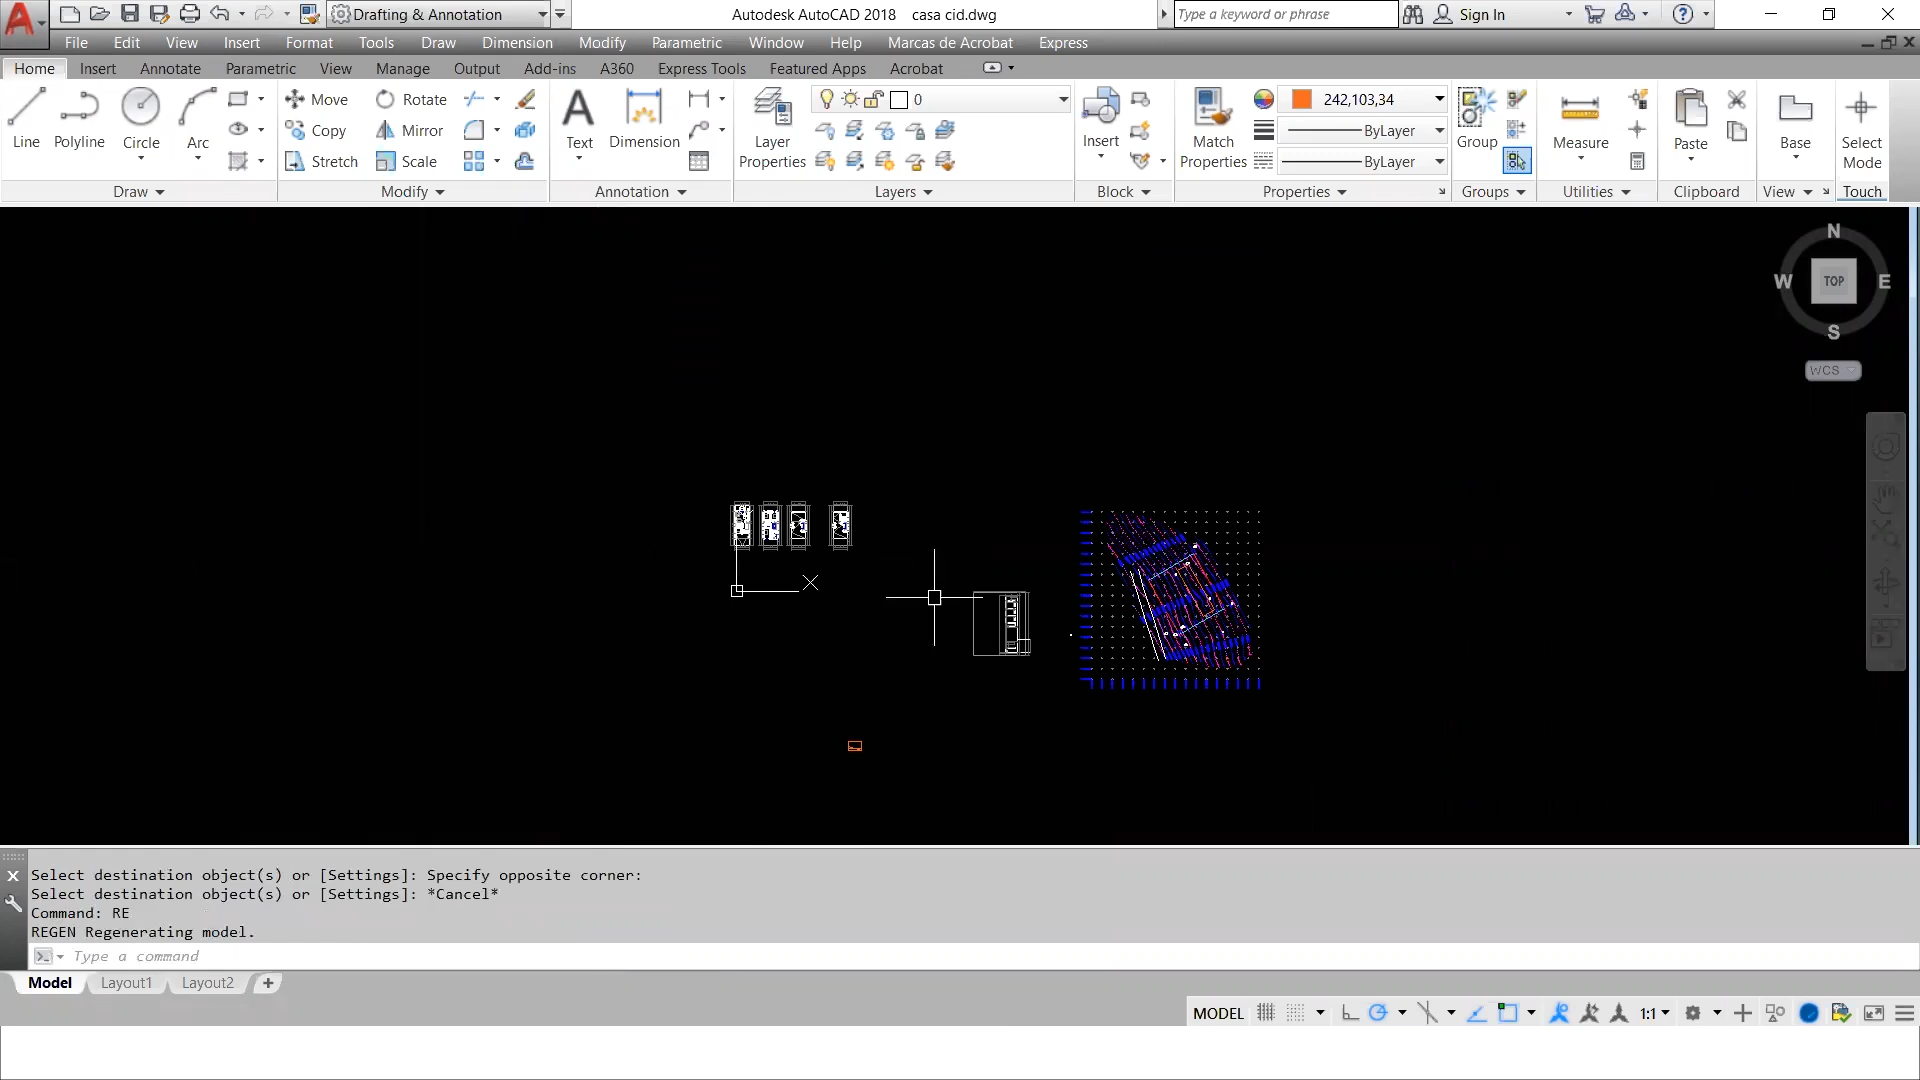 Drafting & Annotation
Autodesk AutoCAD 2018 casa cid.dwg
Type a keyword or phrase
Sign In
File Edit View Insert Format Tools Draw Dimension Modify Parametric Window Help Marcas de Acrobat Express
Home Insert Annotate Parametric View Manage Output Add-ins A360 Express Tools Featured Apps Acrobat
Line Polyline Circle Arc
Move Rotate
Copy Mirror
Stretch Scale
Text Dimension
Layer Properties
0
Insert
Match Properties
242,103,34
ByLayer
ByLayer
Group
Measure
Paste
Base
Select Mode
Draw Modify Annotation Layers Block Properties Groups Utilities Clipboard View Touch
N
W TOP E
S
WCS
Select destination object(s) or [Settings]: Specify opposite corner:
Select destination object(s) or [Settings]: *Cancel*
Command: RE
REGEN Regenerating model.
Type a command
Model Layout1 Layout2 +
MODEL 1:1